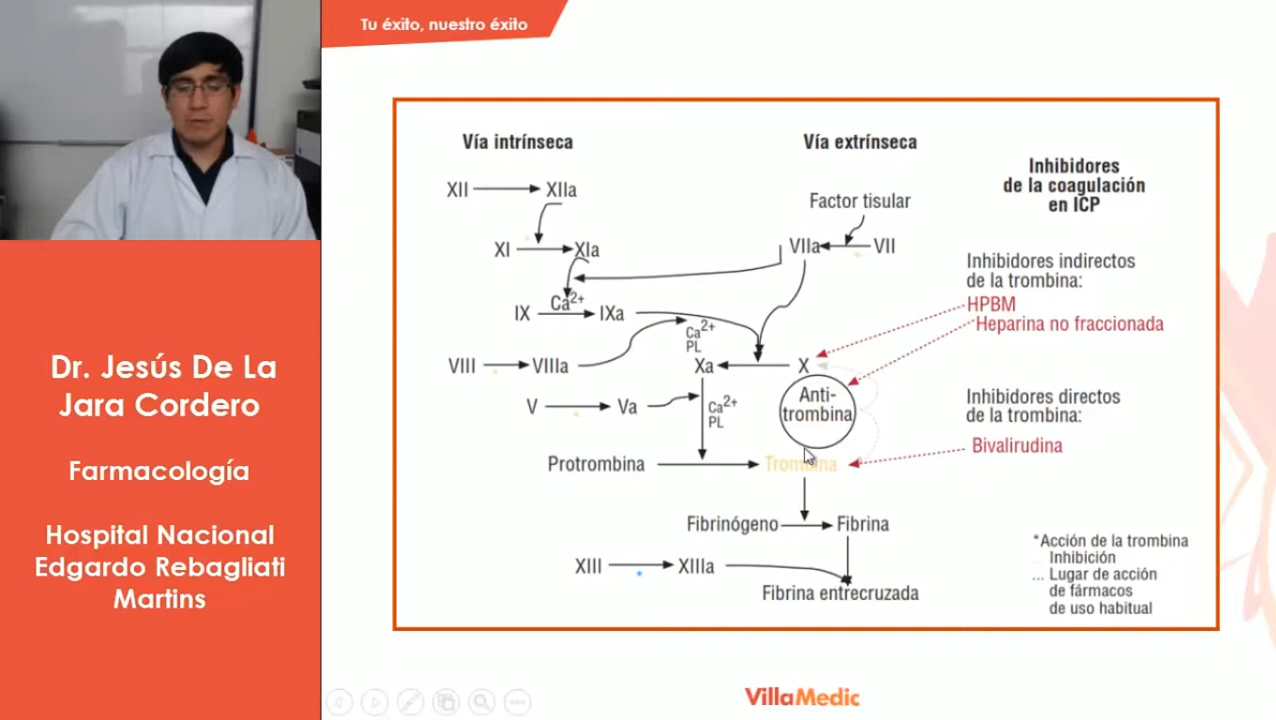 Tu éxito, nuestro éxito
Vía intrínseca
Vía extrínseca
Inhibidores
de la coagulación
en ICP
XII
XIIa
Factor tisular
XI
XIa
VIIa
VII
Inhibidores indirectos
de la trombina:
HPBM
Heparina no fraccionada
IX
Ca2+
IXa
Ca2+
PL
VIII
VIIIa
Xa
X
V
Va
Ca2+
PL
Anti-
trombina
Inhibidores directos
de la trombina:
Bivalirudina
Protrombina
Trombina
Fibrinógeno
Fibrina
XIII
XIIIa
Fibrina entrecruzada
*Acción de la trombina
Inhibición
... Lugar de acción
de fármacos
de uso habitual
Dr. Jesús De La
Jara Cordero
Farmacología
Hospital Nacional
Edgardo Rebagliati
Martins
VillaMedic